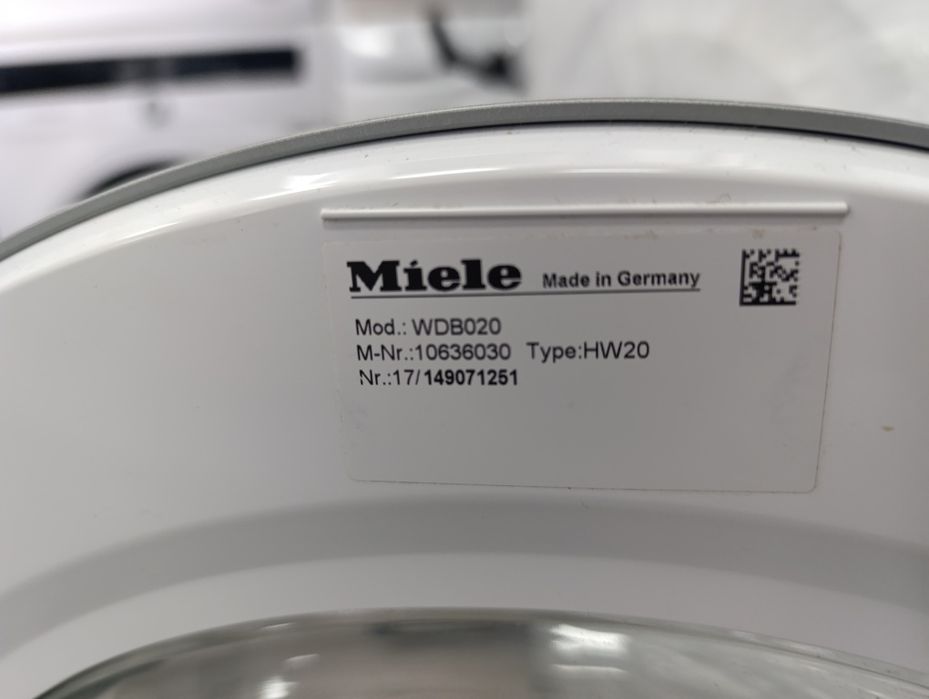 Miele Made in Germany
Mod.: WDB020
M-Nr.:10636030 Type:HW20
Nr.:17/149071251